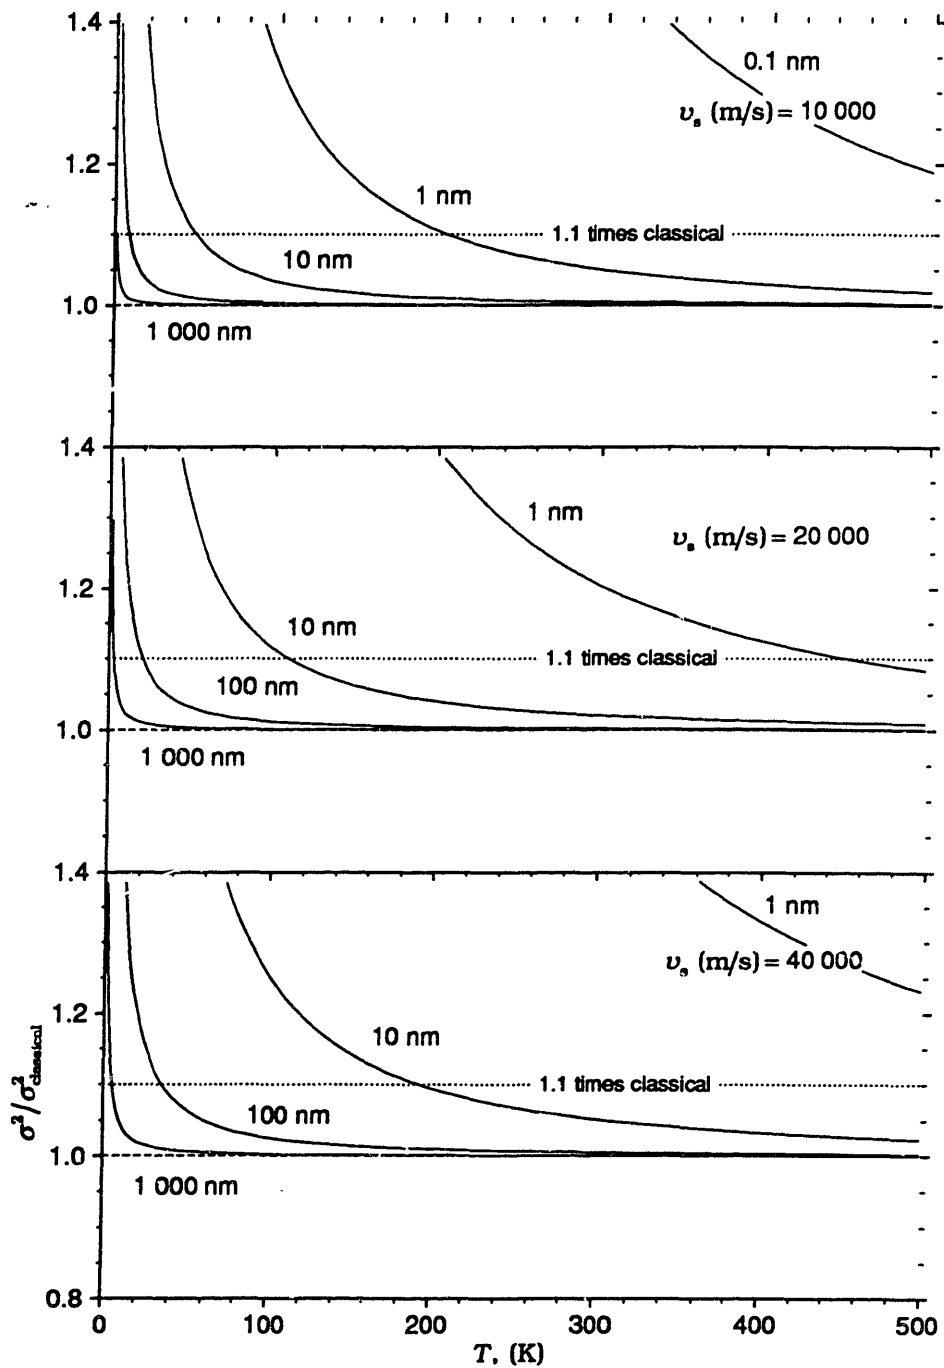 1.4
0.1 nm
υs (m/s) = 10 000
1.2
1 nm
1.1 times classical
10 nm
1.0
1 000 nm
1.4
1 nm
υs (m/s) = 20 000
1.2
10 nm
1.1 times classical
100 nm
1.0
1 000 nm
1.4
1 nm
υs (m/s) = 40 000
1.2
10 nm
σ²/σ²classical
1.1 times classical
100 nm
1.0
1 000 nm
0.8
0 100 200 300 400 500
T, (K)